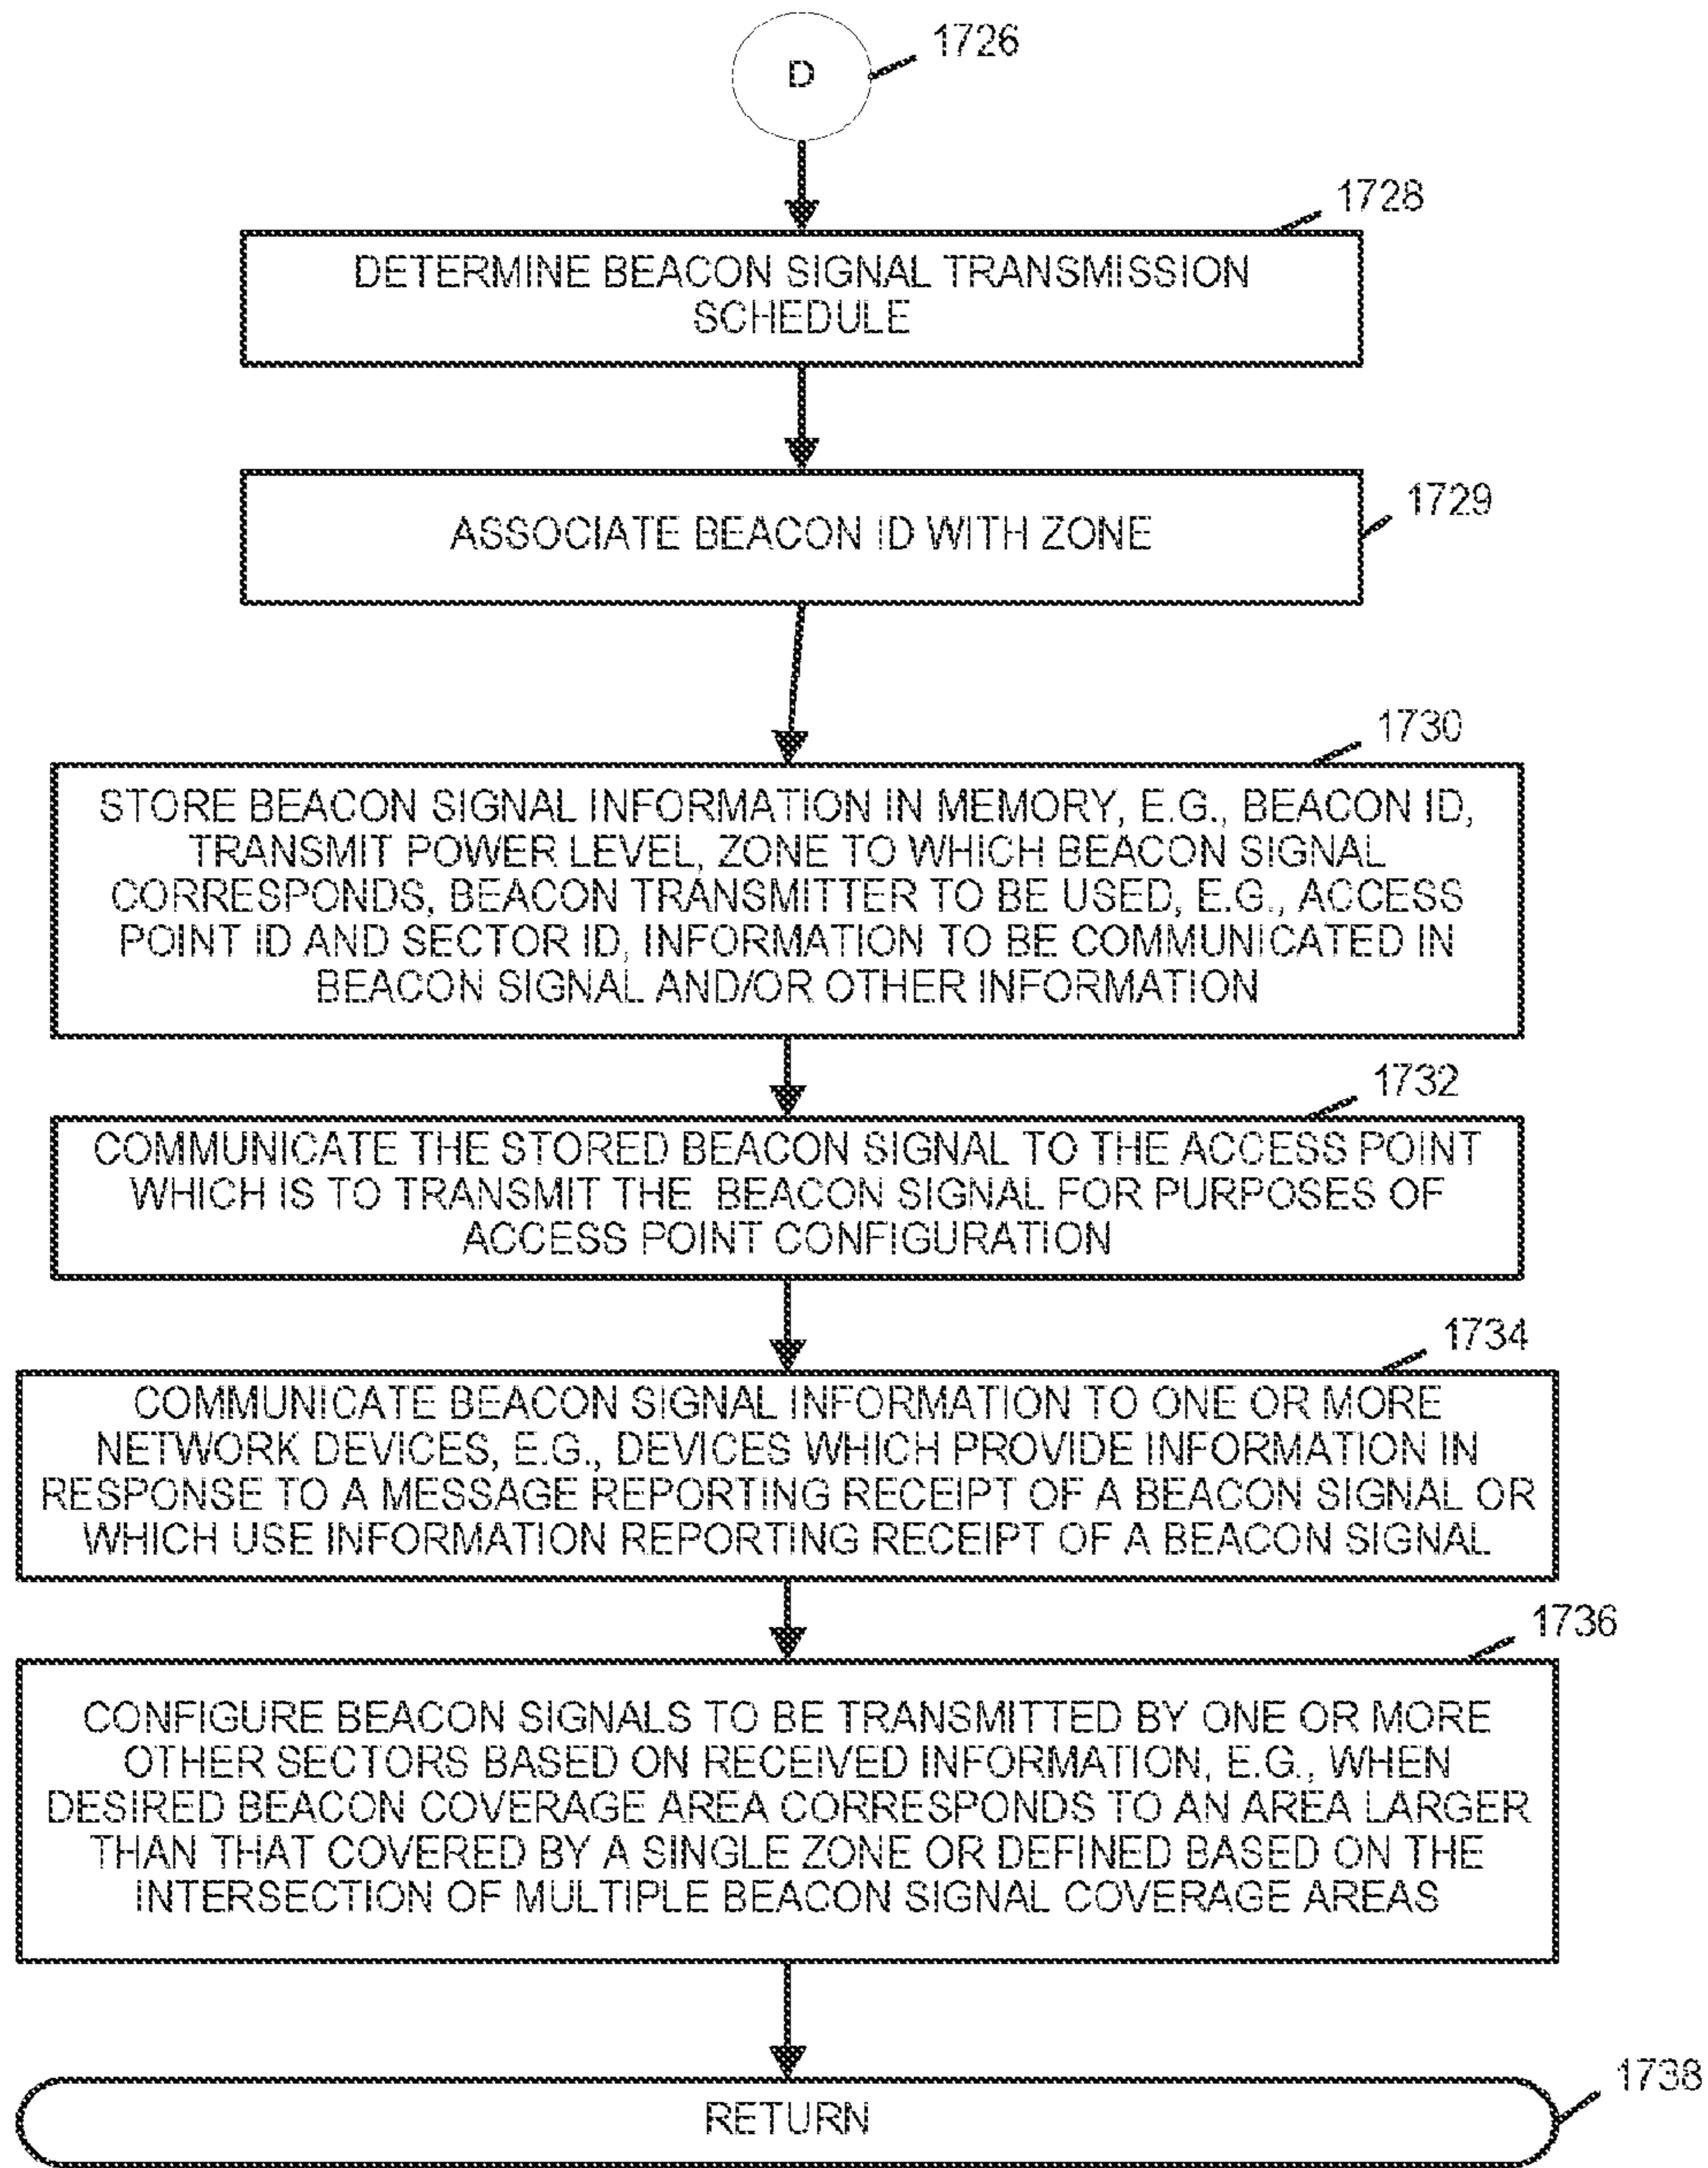 D
1726
1728
DETERMINE BEACON SIGNAL TRANSMISSION
SCHEDULE
1729
ASSOCIATE BEACON ID WITH ZONE
1730
STORE BEACON SIGNAL INFORMATION IN MEMORY, E.G., BEACON ID,
TRANSMIT POWER LEVEL, ZONE TO WHICH BEACON SIGNAL
CORRESPONDS, BEACON TRANSMITTER TO BE USED, E.G., ACCESS
POINT ID AND SECTOR ID, INFORMATION TO BE COMMUNICATED IN
BEACON SIGNAL AND/OR OTHER INFORMATION
1732
COMMUNICATE THE STORED BEACON SIGNAL TO THE ACCESS POINT
WHICH IS TO TRANSMIT THE BEACON SIGNAL FOR PURPOSES OF
ACCESS POINT CONFIGURATION
1734
COMMUNICATE BEACON SIGNAL INFORMATION TO ONE OR MORE
NETWORK DEVICES, E.G., DEVICES WHICH PROVIDE INFORMATION IN
RESPONSE TO A MESSAGE REPORTING RECEIPT OF A BEACON SIGNAL OR
WHICH USE INFORMATION REPORTING RECEIPT OF A BEACON SIGNAL
1736
CONFIGURE BEACON SIGNALS TO BE TRANSMITTED BY ONE OR MORE
OTHER SECTORS BASED ON RECEIVED INFORMATION, E.G., WHEN
DESIRED BEACON COVERAGE AREA CORRESPONDS TO AN AREA LARGER
THAN THAT COVERED BY A SINGLE ZONE OR DEFINED BASED ON THE
INTERSECTION OF MULTIPLE BEACON SIGNAL COVERAGE AREAS
1738
RETURN